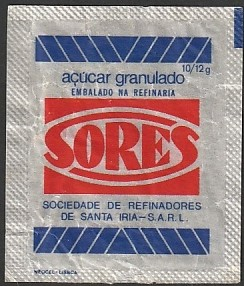 10/12 g
açúcar granulado
EMBALADO NA REFINARIA
SORES
SOCIEDADE DE REFINADORES
DE SANTA IRIA-S.A.R.L.